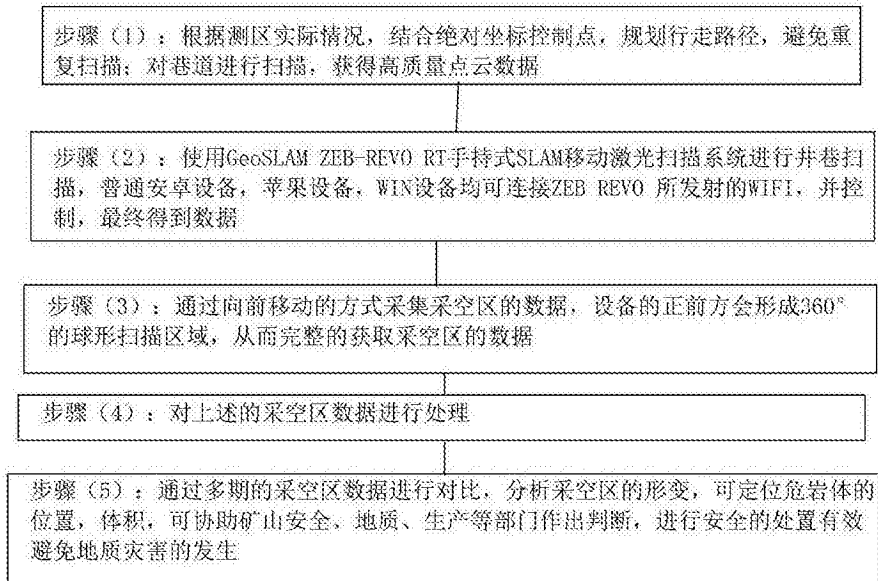 步骤（1）：根据测区实际情况，结合绝对坐标控制点，规划行走路径，避免重
复扫描；对巷道进行扫描，获得高质量点云数据
步骤（2）：使用GeoSLAM ZEB-REVO RT手持式SLAM移动激光扫描系统进行井巷扫
描，普通安卓设备，苹果设备，WIN设备均可连接ZEB REVO 所发射的WIFI，并控
制，最终得到数据
步骤（3）：通过向前移动的方式采集采空区的数据，设备的正前方会形成360°
的球形扫描区域，从而完整的获取采空区的数据
步骤（4）：对上述的采空区数据进行处理
步骤（5）：通过多期的采空区数据进行对比，分析采空区的形变，可定位危岩体的
位置，体积，可协助矿山安全、地质、生产等部门作出判断，进行安全的处置有效
避免地质灾害的发生